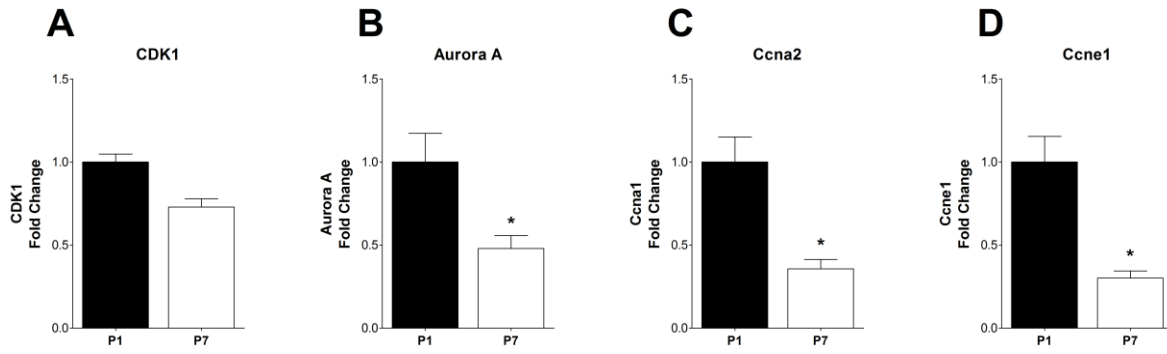 A
CDK1
CDK1
Fold Change
1.5
1.0
0.5
0.0
P1 P7
B
Aurora A
Aurora A
Fold Change
1.5
1.0
0.5
0.0
*
P1 P7
C
Ccna2
Ccna1
Fold Change
1.5
1.0
0.5
0.0
*
P1 P7
D
Ccne1
Ccne1
Fold Change
1.5
1.0
0.5
0.0
*
P1 P7